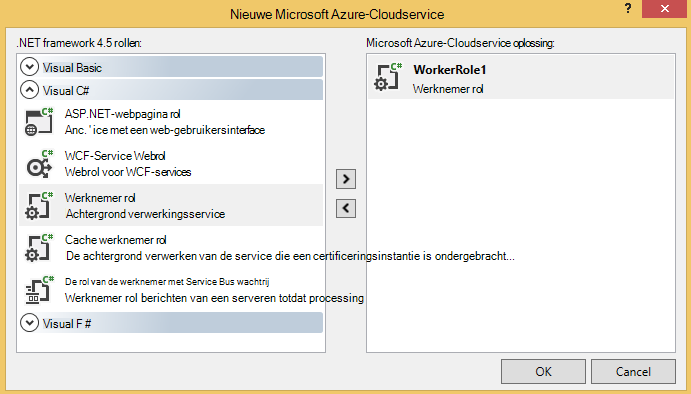 Nieuwe Microsoft Azure-Cloudservice
? ×
.NET framework 4.5 rollen:
Visual Basic
Visual C#
C#
ASP.NET-webpagina rol
Anc. 'ice met een web-gebruikersinterface
C#
WCF-Service Webrol
Webrol voor WCF-services
C#
Werknemer rol
Achtergrond verwerkingsservice
C#
Cache werknemer rol
De achtergrond verwerken van de service die een certificeringsinstantie is ondergebracht...
C#
De rol van de werknemer met Service Bus wachtrij
Werknemer rol berichten van een serveren totdat processing
Visual F #
>
<
Microsoft Azure-Cloudservice oplossing:
C#
WorkerRole1
Werknemer rol
OK
Cancel